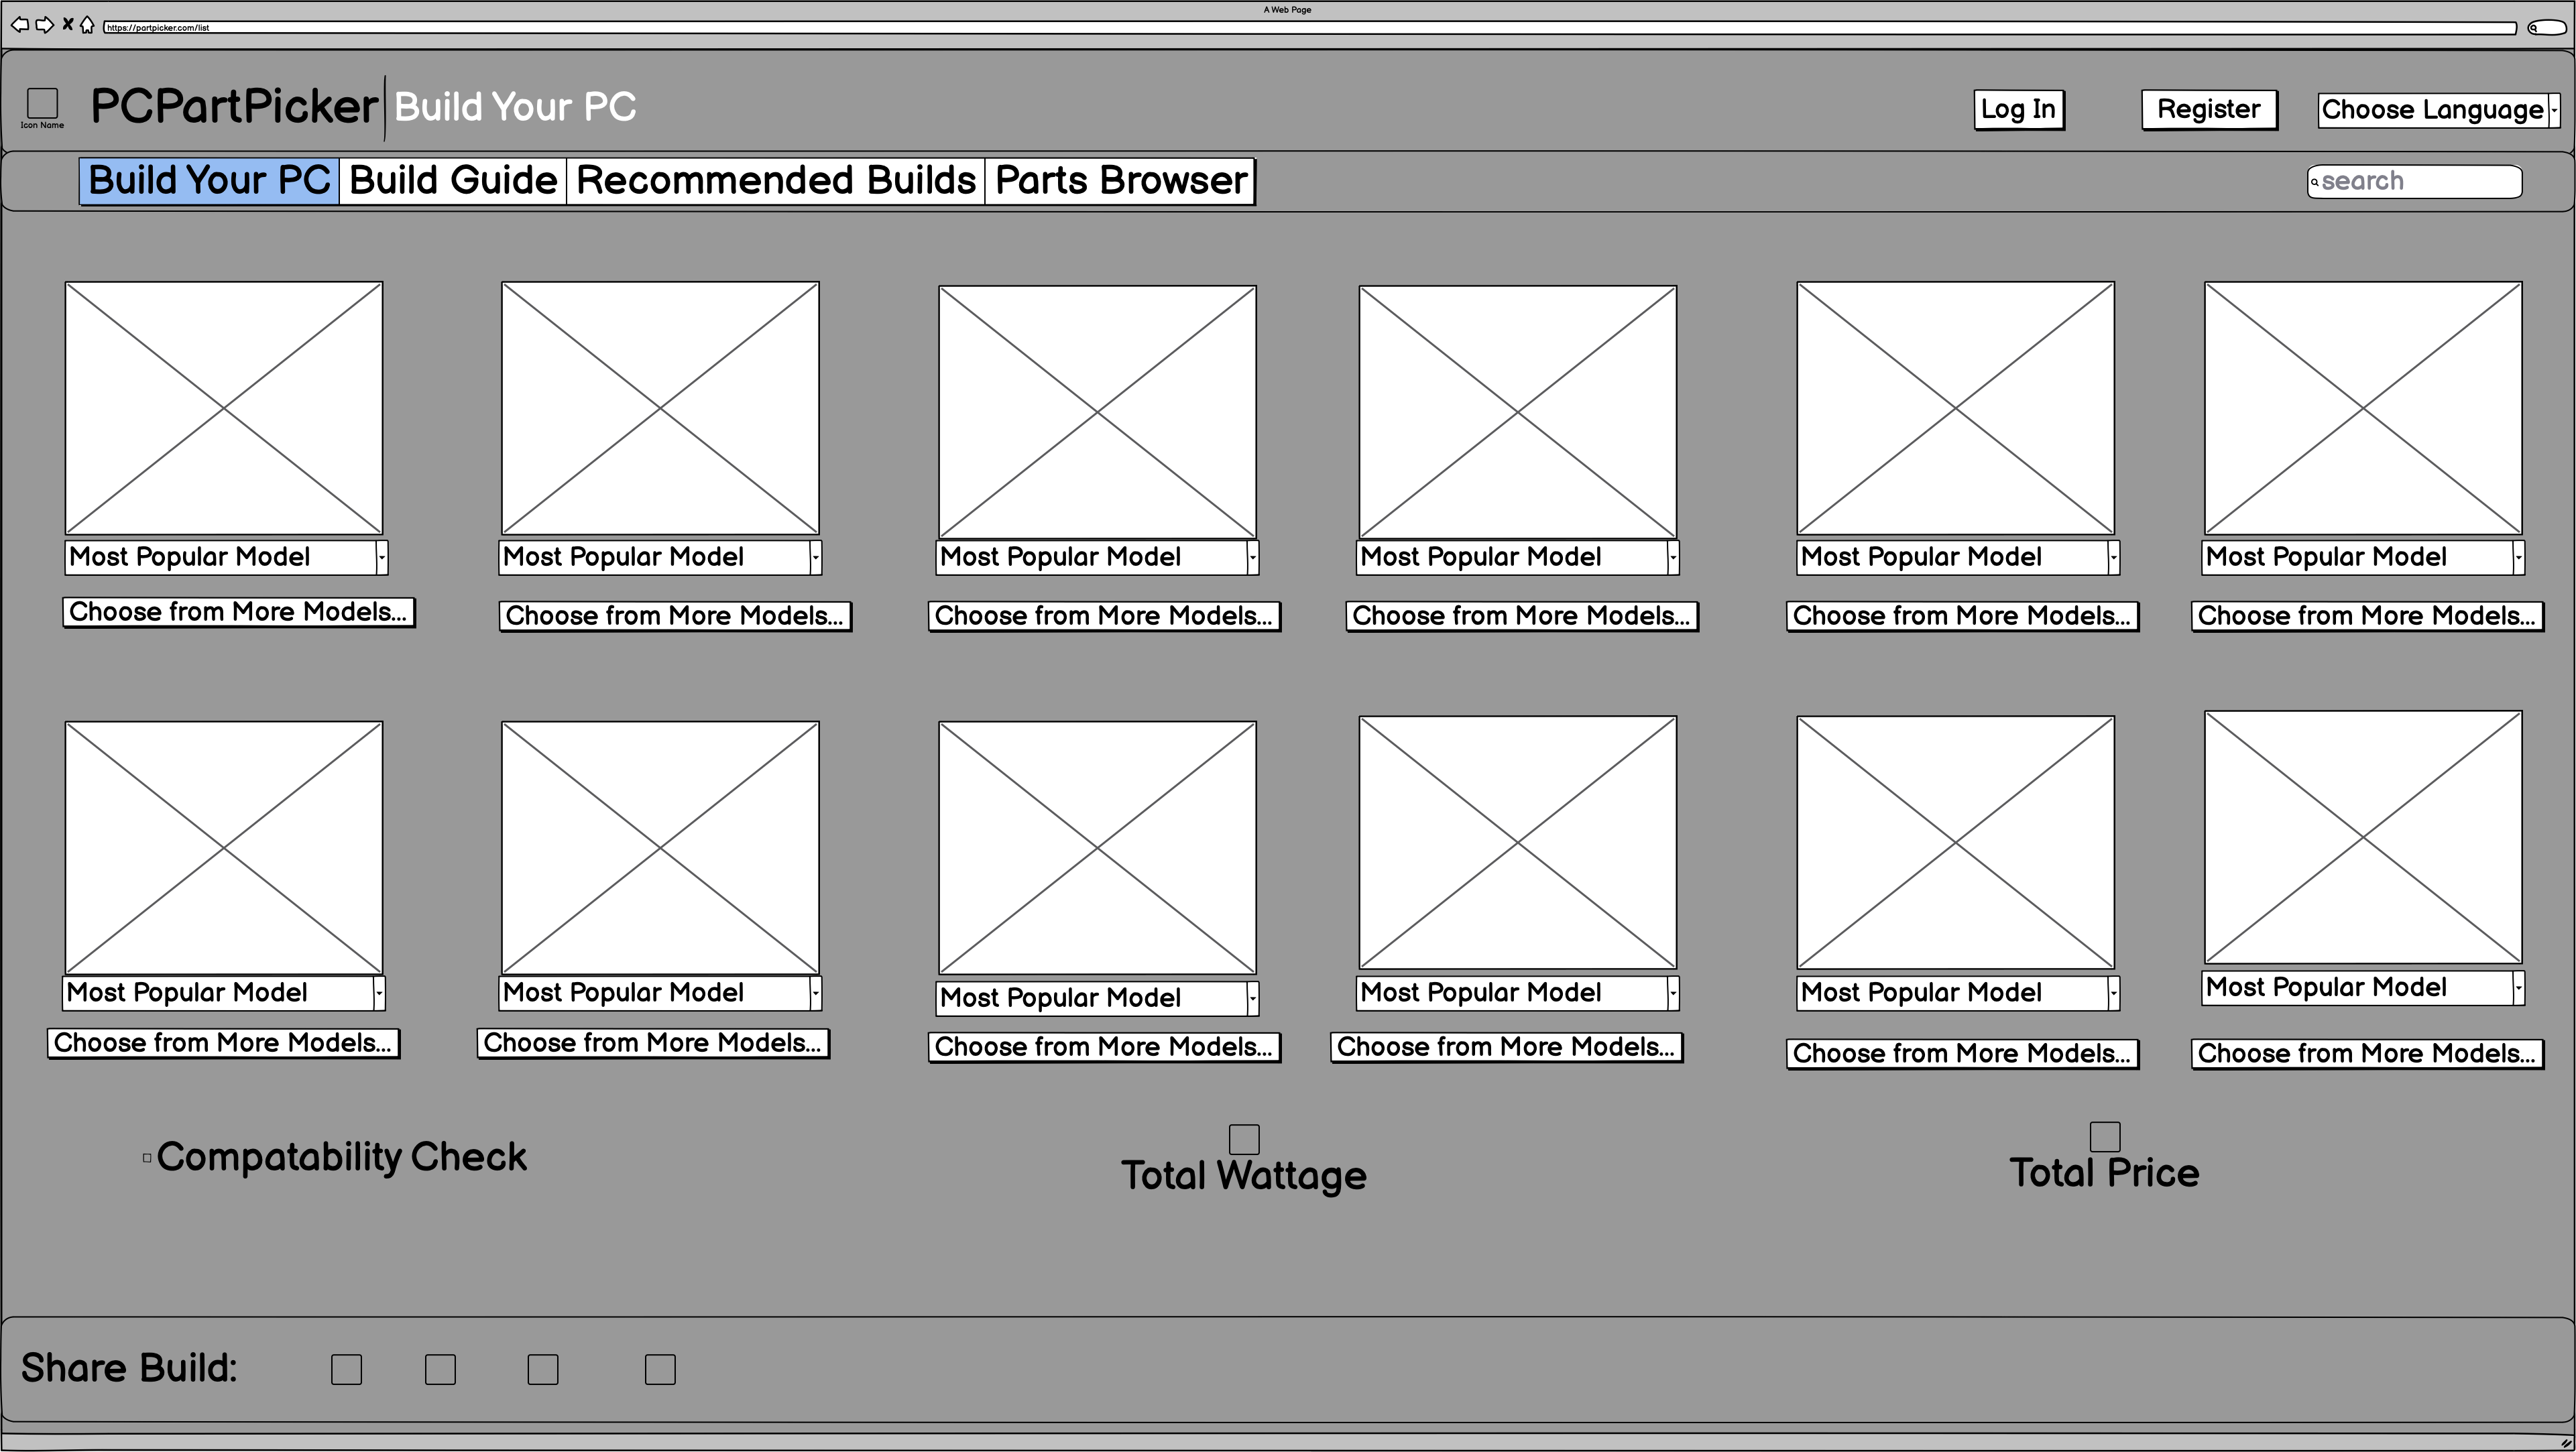 A Web Page
https://partpicker.com/list
Icon Name
PCPartPicker Build Your PC
Log In Register Choose Language
Build Your PC Build Guide Recommended Builds Parts Browser
search
Most Popular Model Most Popular Model Most Popular Model Most Popular Model Most Popular Model Most Popular Model
Choose from More Models... Choose from More Models... Choose from More Models... Choose from More Models... Choose from More Models... Choose from More Models...
Most Popular Model Most Popular Model Most Popular Model Most Popular Model Most Popular Model Most Popular Model
Choose from More Models... Choose from More Models... Choose from More Models... Choose from More Models... Choose from More Models... Choose from More Models...
Compatability Check
Total Wattage
Total Price
Share Build: